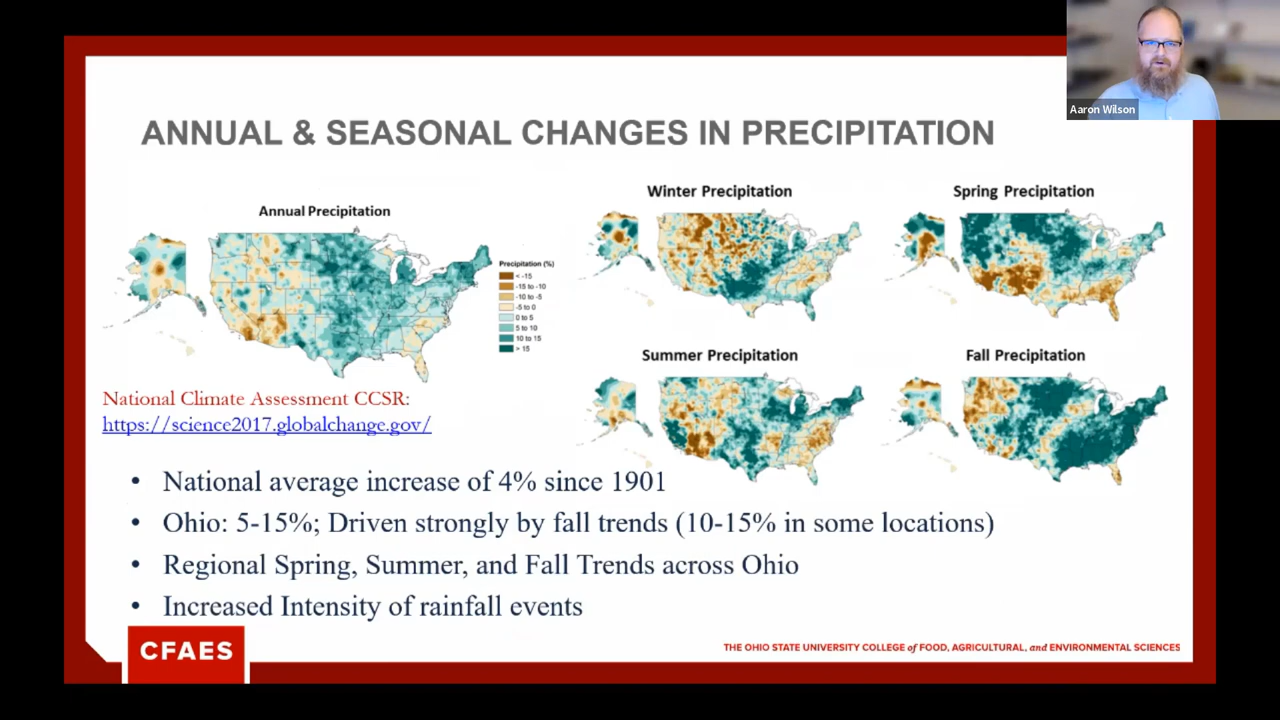 Aaron Wilson
ANNUAL & SEASONAL CHANGES IN PRECIPITATION
Annual Precipitation
Precipitation (%)
< -15
-15 to -10
-10 to -5
-5 to 0
0 to 5
5 to 10
10 to 15
> 15
Winter Precipitation
Spring Precipitation
Summer Precipitation
Fall Precipitation
National Climate Assessment CCSR:
https://science2017.globalchange.gov/
• National average increase of 4% since 1901
• Ohio: 5-15%; Driven strongly by fall trends (10-15% in some locations)
• Regional Spring, Summer, and Fall Trends across Ohio
• Increased Intensity of rainfall events
CFAES
THE OHIO STATE UNIVERSITY COLLEGE of FOOD, AGRICULTURAL, and ENVIRONMENTAL SCIENCES